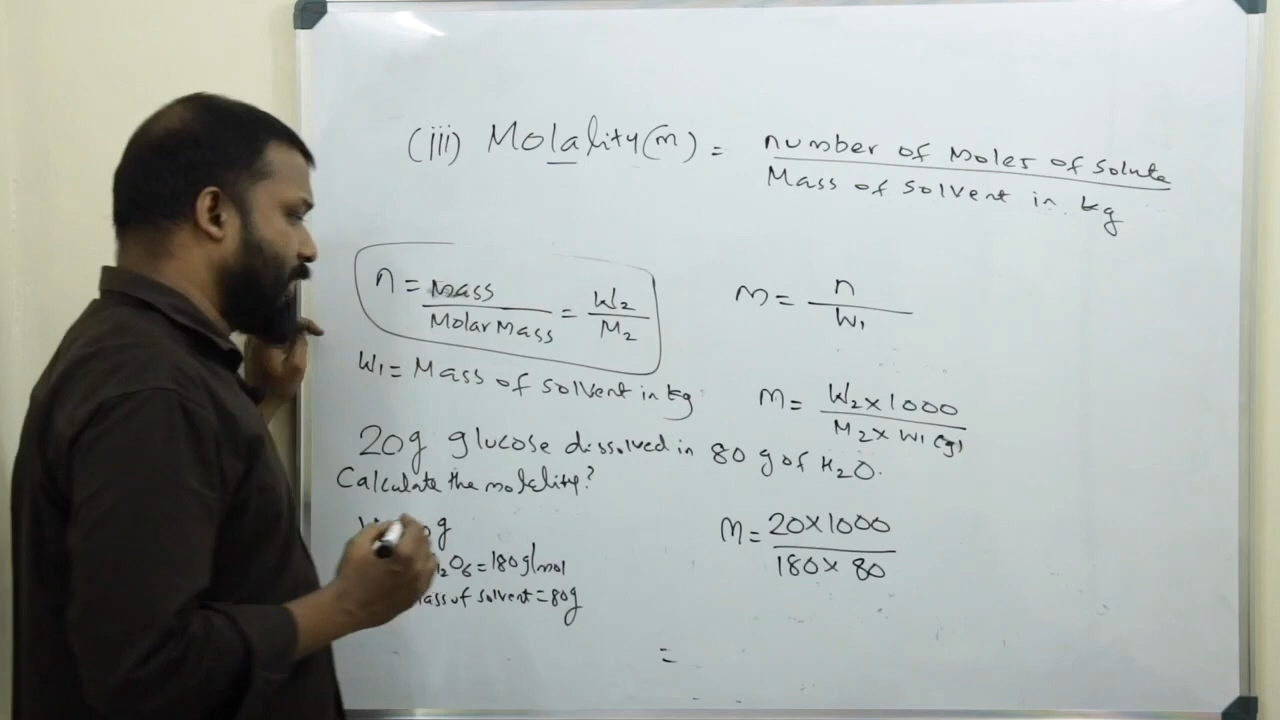 (iii) Molality(m) = number of Moles of Solute
Mass of Solvent in kg
n = Mass / Molar Mass = W₂ / M₂
m = n / W₁
W₁ = Mass of solvent in kg
m = W₂ x 1000 / M₂ x W₁ (g)
20g glucose dissolved in 80 g of H₂O.
Calculate the molality?
g
₂O₆ = 180 g/mol
Mass of solvent = 80g
m = 20 x 1000 / 180 x 80
=